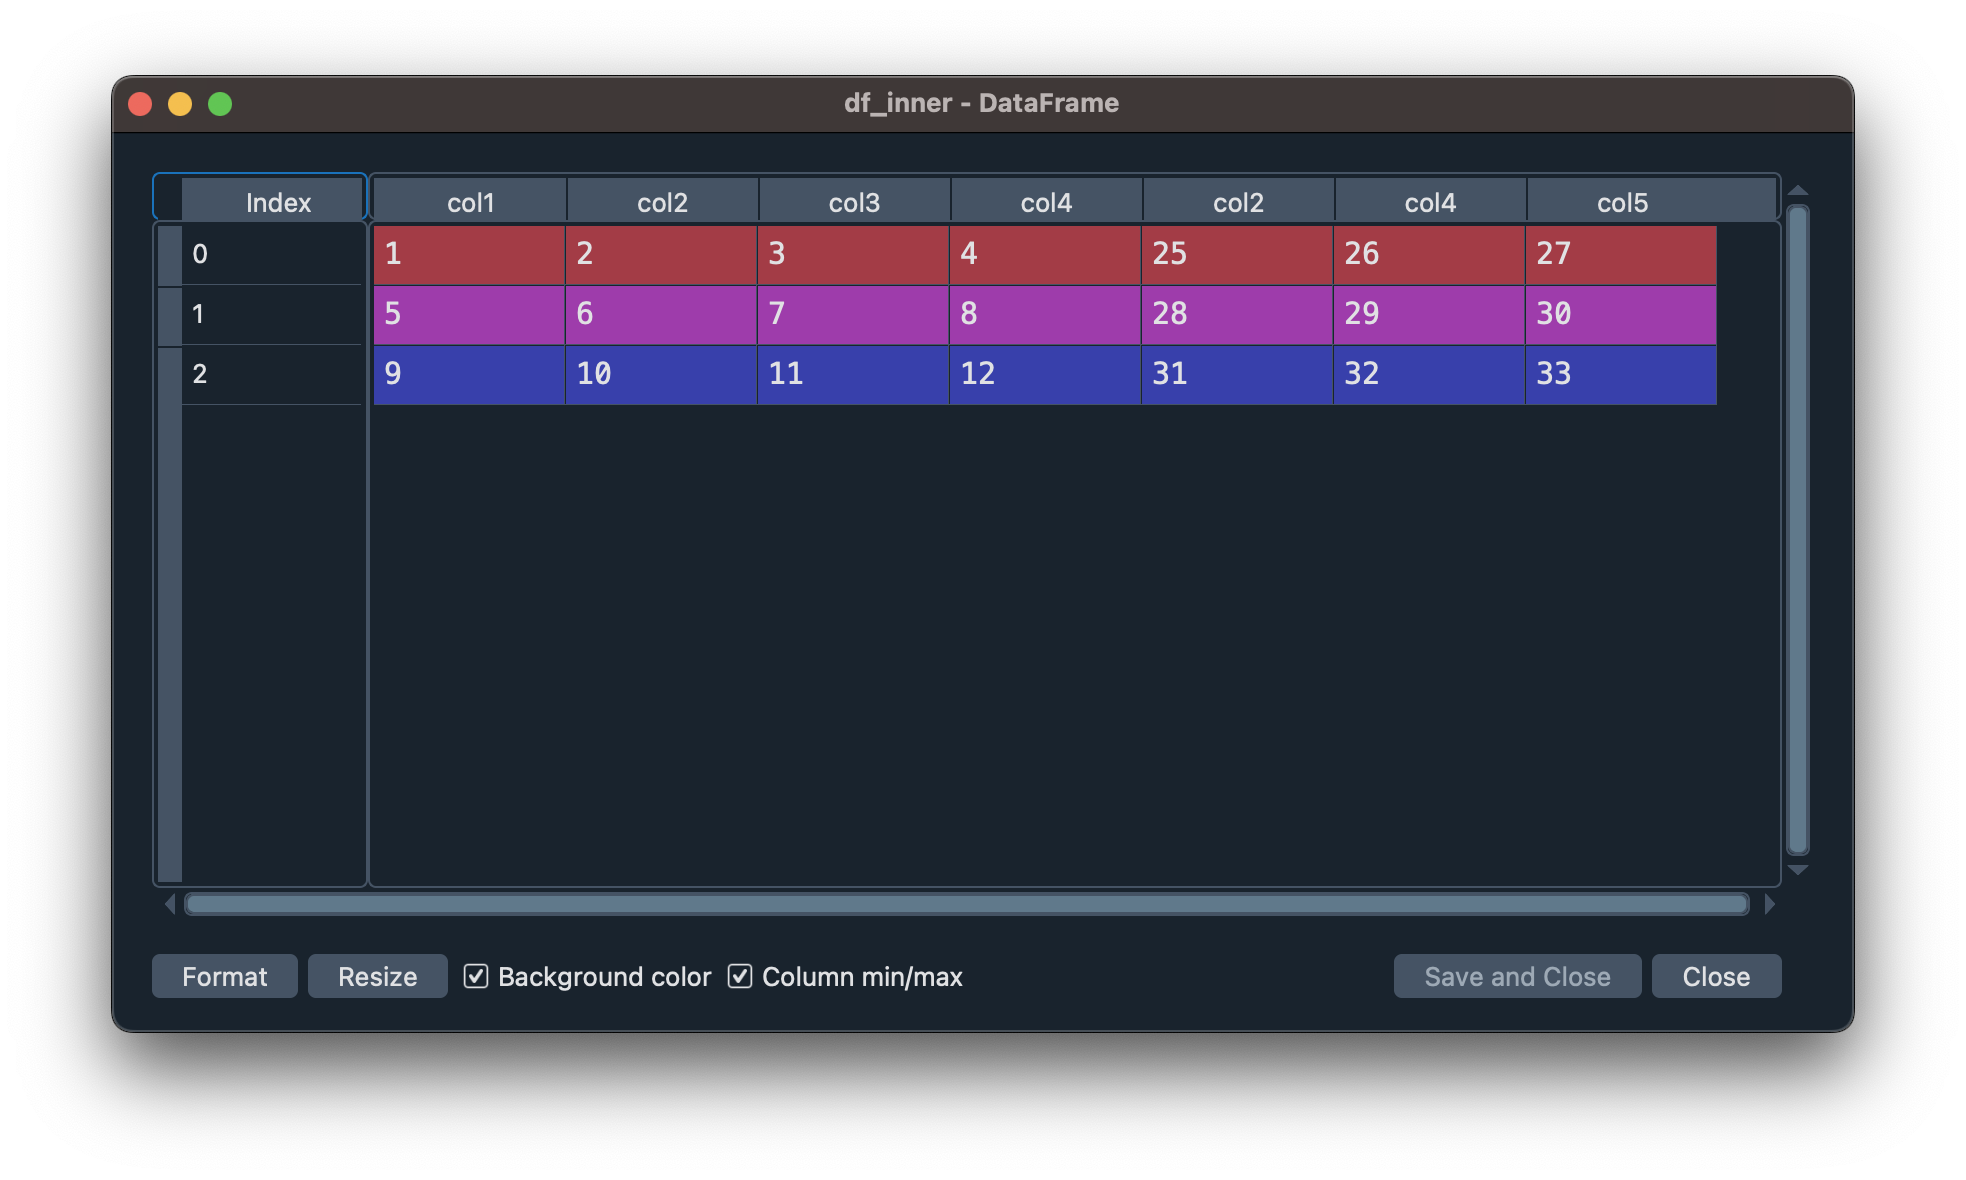 df_inner - DataFrame
Index col1 col2 col3 col4 col2 col4 col5
0 1 2 3 4 25 26 27
1 5 6 7 8 28 29 30
2 9 10 11 12 31 32 33
Format Resize Background color Column min/max Save and Close Close